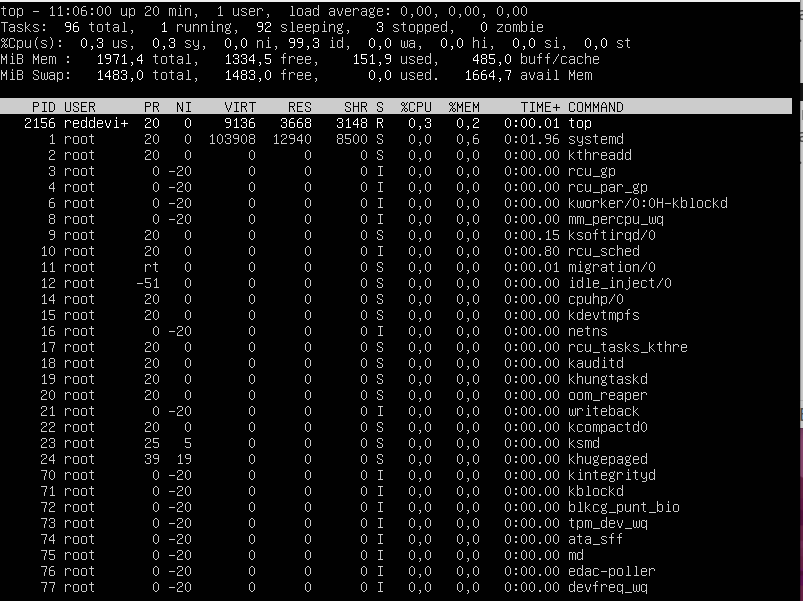 top - 11:06:00 up 20 min,  1 user,  load average: 0,00, 0,00, 0,00
Tasks:  96 total,   1 running,  92 sleeping,   3 stopped,   0 zombie
%Cpu(s):  0,3 us,  0,3 sy,  0,0 ni, 99,3 id,  0,0 wa,  0,0 hi,  0,0 si,  0,0 st
MiB Mem :   1971,4 total,   1334,5 free,    151,9 used,    485,0 buff/cache
MiB Swap:   1483,0 total,   1483,0 free,      0,0 used.   1664,7 avail Mem
PID USER      PR  NI    VIRT    RES    SHR S  %CPU  %MEM     TIME+ COMMAND
2156 reddevi+  20   0    9136   3668   3148 R   0,3   0,2   0:00.01 top
1 root      20   0  103908  12940   8500 S   0,0   0,6   0:01.96 systemd
2 root      20   0       0      0      0 S   0,0   0,0   0:00.00 kthreadd
3 root       0 -20       0      0      0 I   0,0   0,0   0:00.00 rcu_gp
4 root       0 -20       0      0      0 I   0,0   0,0   0:00.00 rcu_par_gp
6 root       0 -20       0      0      0 I   0,0   0,0   0:00.00 kworker/0:0H-kblockd
8 root       0 -20       0      0      0 I   0,0   0,0   0:00.00 mm_percpu_wq
9 root      20   0       0      0      0 S   0,0   0,0   0:00.15 ksoftirqd/0
10 root      20   0       0      0      0 I   0,0   0,0   0:00.80 rcu_sched
11 root      rt   0       0      0      0 S   0,0   0,0   0:00.01 migration/0
12 root     -51   0       0      0      0 S   0,0   0,0   0:00.00 idle_inject/0
14 root      20   0       0      0      0 S   0,0   0,0   0:00.00 cpuhp/0
15 root      20   0       0      0      0 S   0,0   0,0   0:00.00 kdevtmpfs
16 root       0 -20       0      0      0 I   0,0   0,0   0:00.00 netns
17 root      20   0       0      0      0 S   0,0   0,0   0:00.00 rcu_tasks_kthre
18 root      20   0       0      0      0 S   0,0   0,0   0:00.00 kauditd
19 root      20   0       0      0      0 S   0,0   0,0   0:00.00 khungtaskd
20 root      20   0       0      0      0 S   0,0   0,0   0:00.00 oom_reaper
21 root       0 -20       0      0      0 I   0,0   0,0   0:00.00 writeback
22 root      20   0       0      0      0 S   0,0   0,0   0:00.00 kcompactd0
23 root      25   5       0      0      0 S   0,0   0,0   0:00.00 ksmd
24 root      39  19       0      0      0 S   0,0   0,0   0:00.00 khugepaged
70 root       0 -20       0      0      0 I   0,0   0,0   0:00.00 kintegrityd
71 root       0 -20       0      0      0 I   0,0   0,0   0:00.00 kblockd
72 root       0 -20       0      0      0 I   0,0   0,0   0:00.00 blkcg_punt_bio
73 root       0 -20       0      0      0 I   0,0   0,0   0:00.00 tpm_dev_wq
74 root       0 -20       0      0      0 I   0,0   0,0   0:00.00 ata_sff
75 root       0 -20       0      0      0 I   0,0   0,0   0:00.00 md
76 root       0 -20       0      0      0 I   0,0   0,0   0:00.00 edac-poller
77 root       0 -20       0      0      0 I   0,0   0,0   0:00.00 devfreq_wq